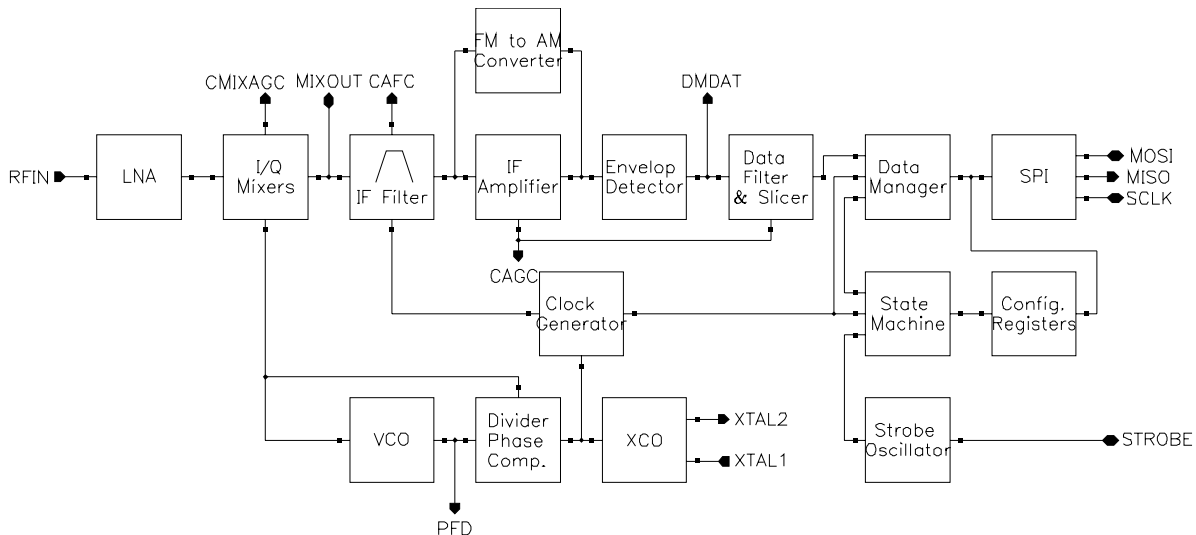 FM to AM
Converter
CMIXAGC
MIXOUT
CAFC
DMDAT
RFIN
LNA
I/Q
Mixers
IF Filter
IF
Amplifier
Envelop
Detector
Data
Filter
& Slicer
Data
Manager
SPI
MOSI
MISO
SCLK
CAGC
Clock
Generator
State
Machine
Config.
Registers
VCO
Divider
Phase
Comp.
XCO
XTAL2
XTAL1
Strobe
Oscillator
STROBE
PFD